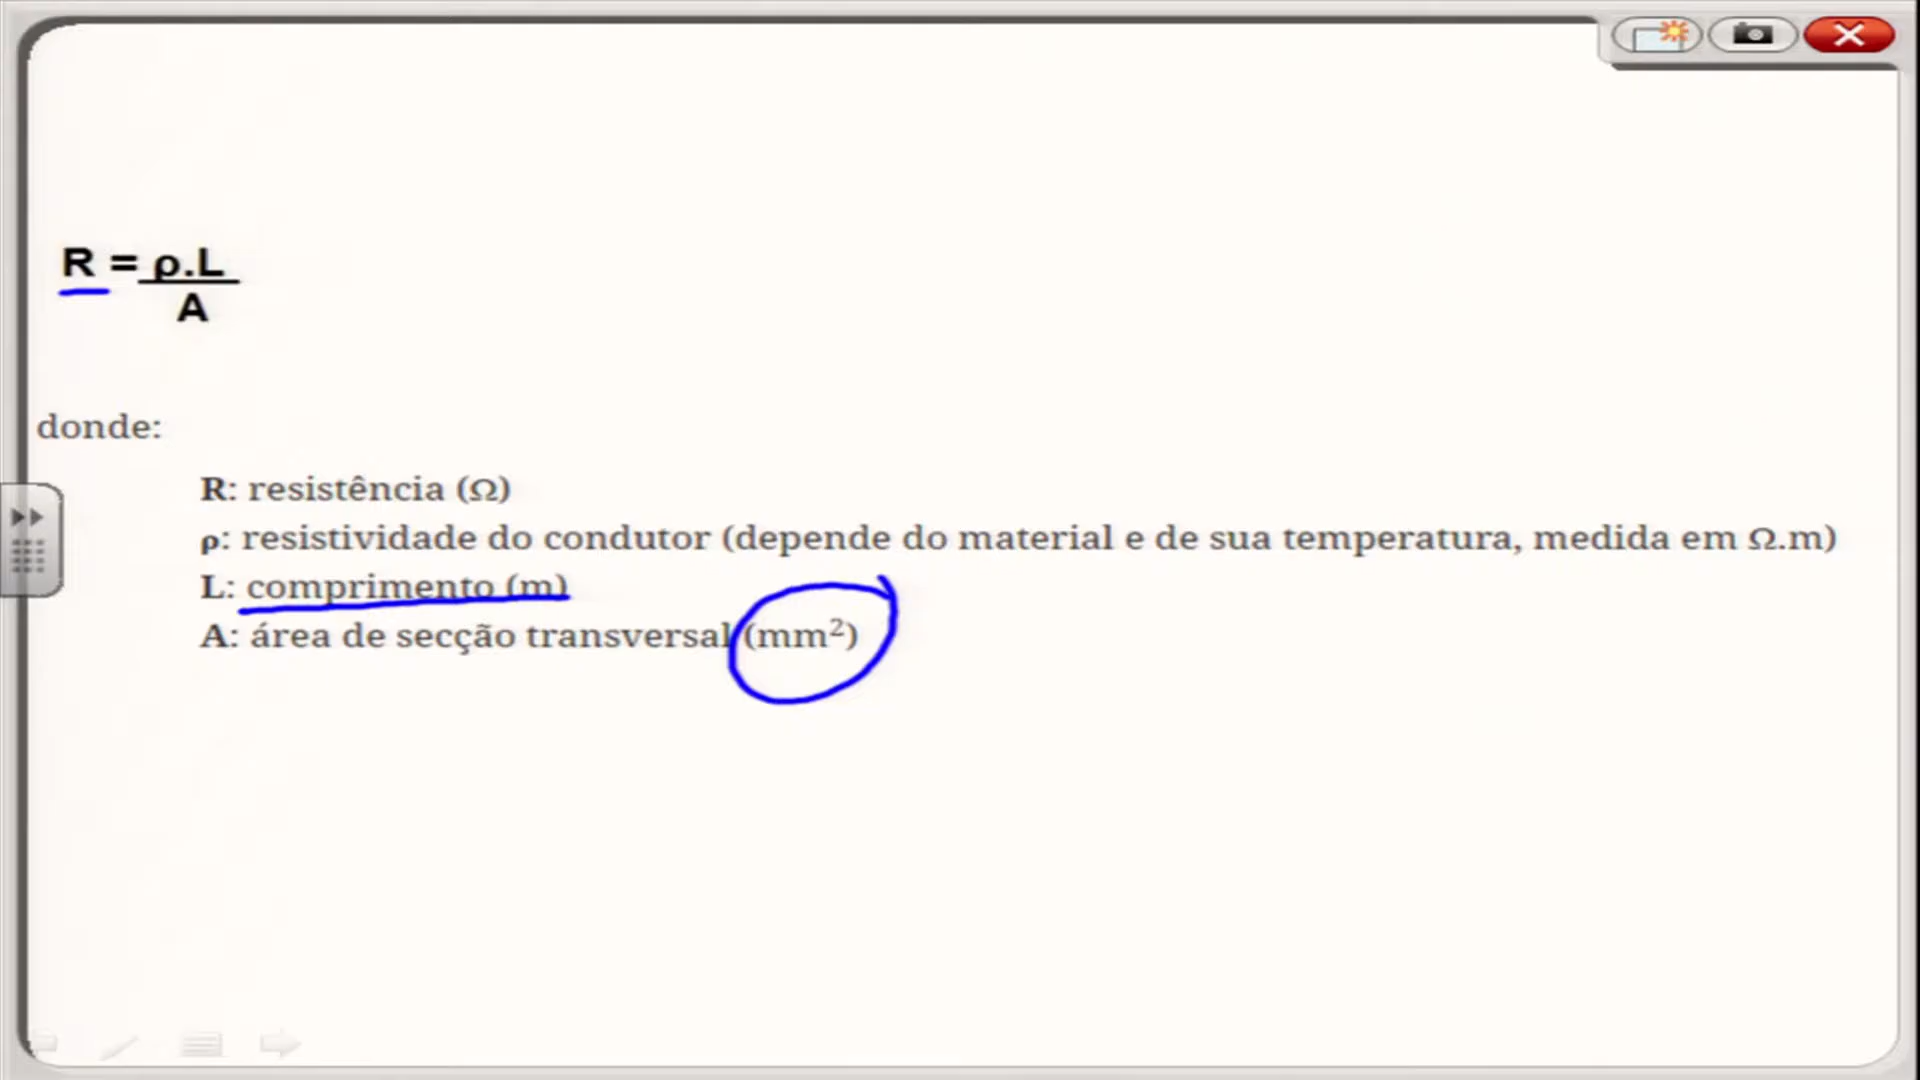 R = ρ.L
A
donde:
R: resistência (Ω)
ρ: resistividade do condutor (depende do material e de sua temperatura, medida em Ω.m)
L: comprimento (m)
A: área de secção transversal (mm²)